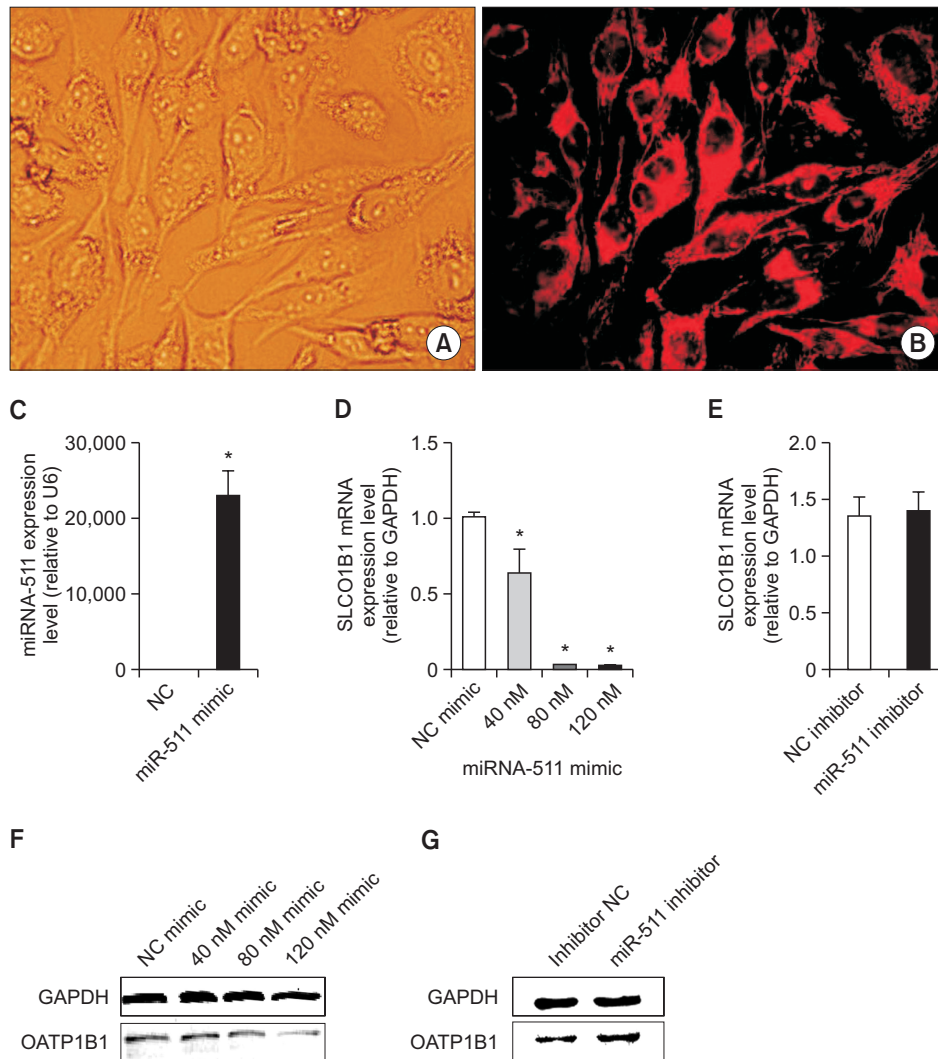 A
B
C
miRNA-511 expression
level (relative to U6)
30,000
20,000
10,000
0
*
NC
miR-511 mimic
D
SLCO1B1 mRNA
expression level
(relative to GAPDH)
1.5
1.0
0.5
0
*
*
*
NC mimic
40 nM
80 nM
120 nM
miRNA-511 mimic
E
SLCO1B1 mRNA
expression level
(relative to GAPDH)
2.0
1.5
1.0
0.5
0
NC inhibitor
miR-511 inhibitor
F
NC mimic
40 nM mimic
80 nM mimic
120 nM mimic
GAPDH
OATP1B1
G
Inhibitor NC
miR-511 inhibitor
GAPDH
OATP1B1